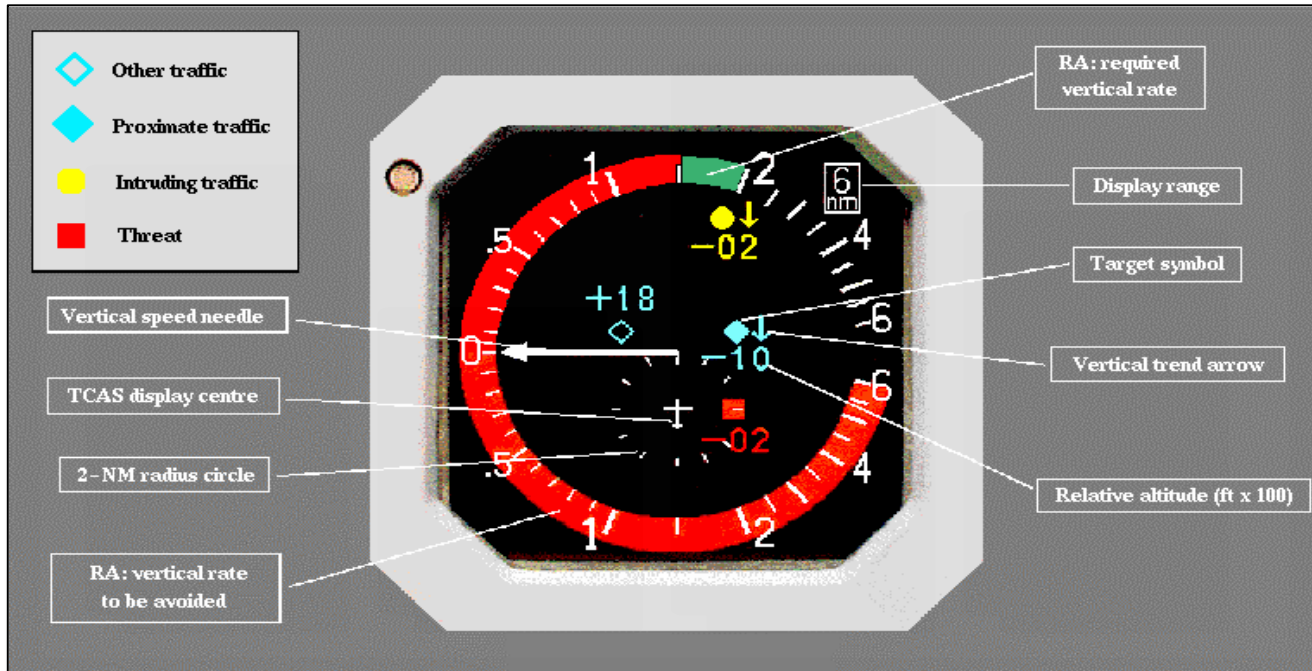 Other traffic
Proximate traffic
Intruding traffic
Threat
RA: required
vertical rate
Display range
Target symbol
Vertical trend arrow
Relative altitude (ft x 100)
Vertical speed needle
TCAS display centre
2-NM radius circle
RA: vertical rate
to be avoided
1
2
6
nm
.5
4
-02
+18
6
0
-10
6
-02
.5
4
1
2